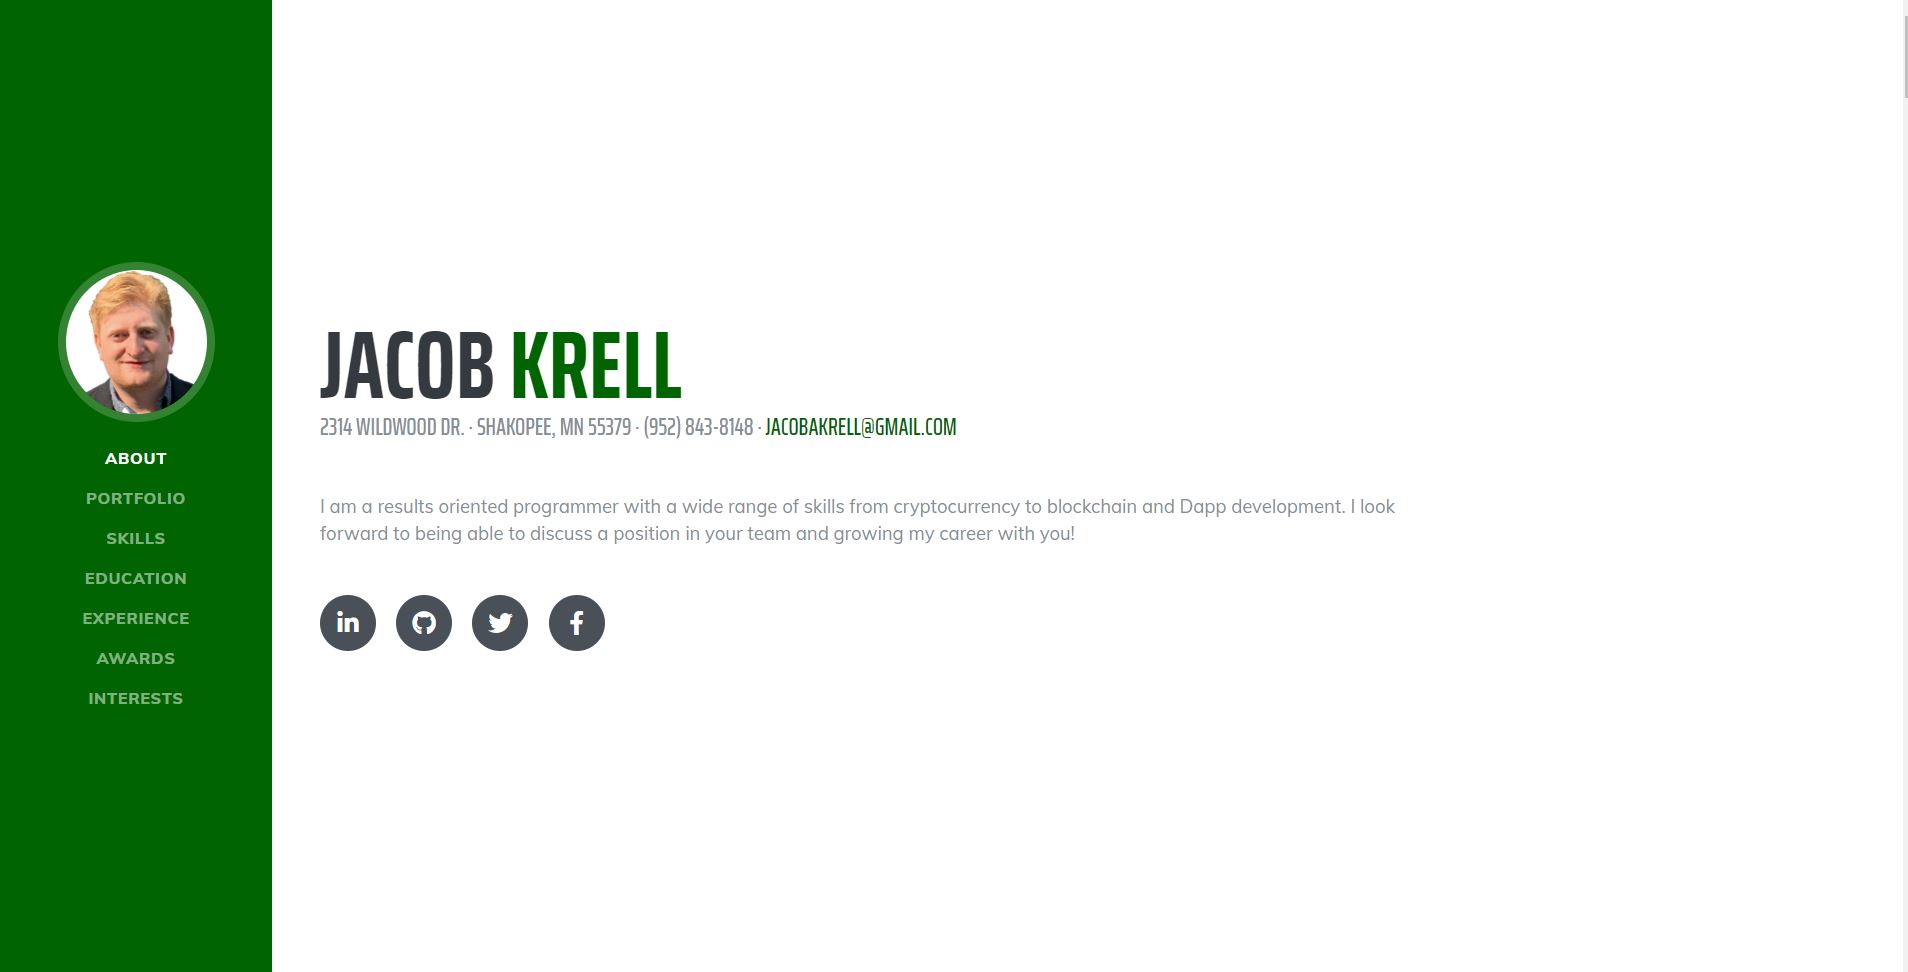 ABOUT
PORTFOLIO
SKILLS
EDUCATION
EXPERIENCE
AWARDS
INTERESTS
JACOB KRELL
2314 WILDWOOD DR. · SHAKOPEE, MN 55379 · (952) 843-8148 · JACOBAKRELL@GMAIL.COM
I am a results oriented programmer with a wide range of skills from cryptocurrency to blockchain and Dapp development. I look
forward to being able to discuss a position in your team and growing my career with you!